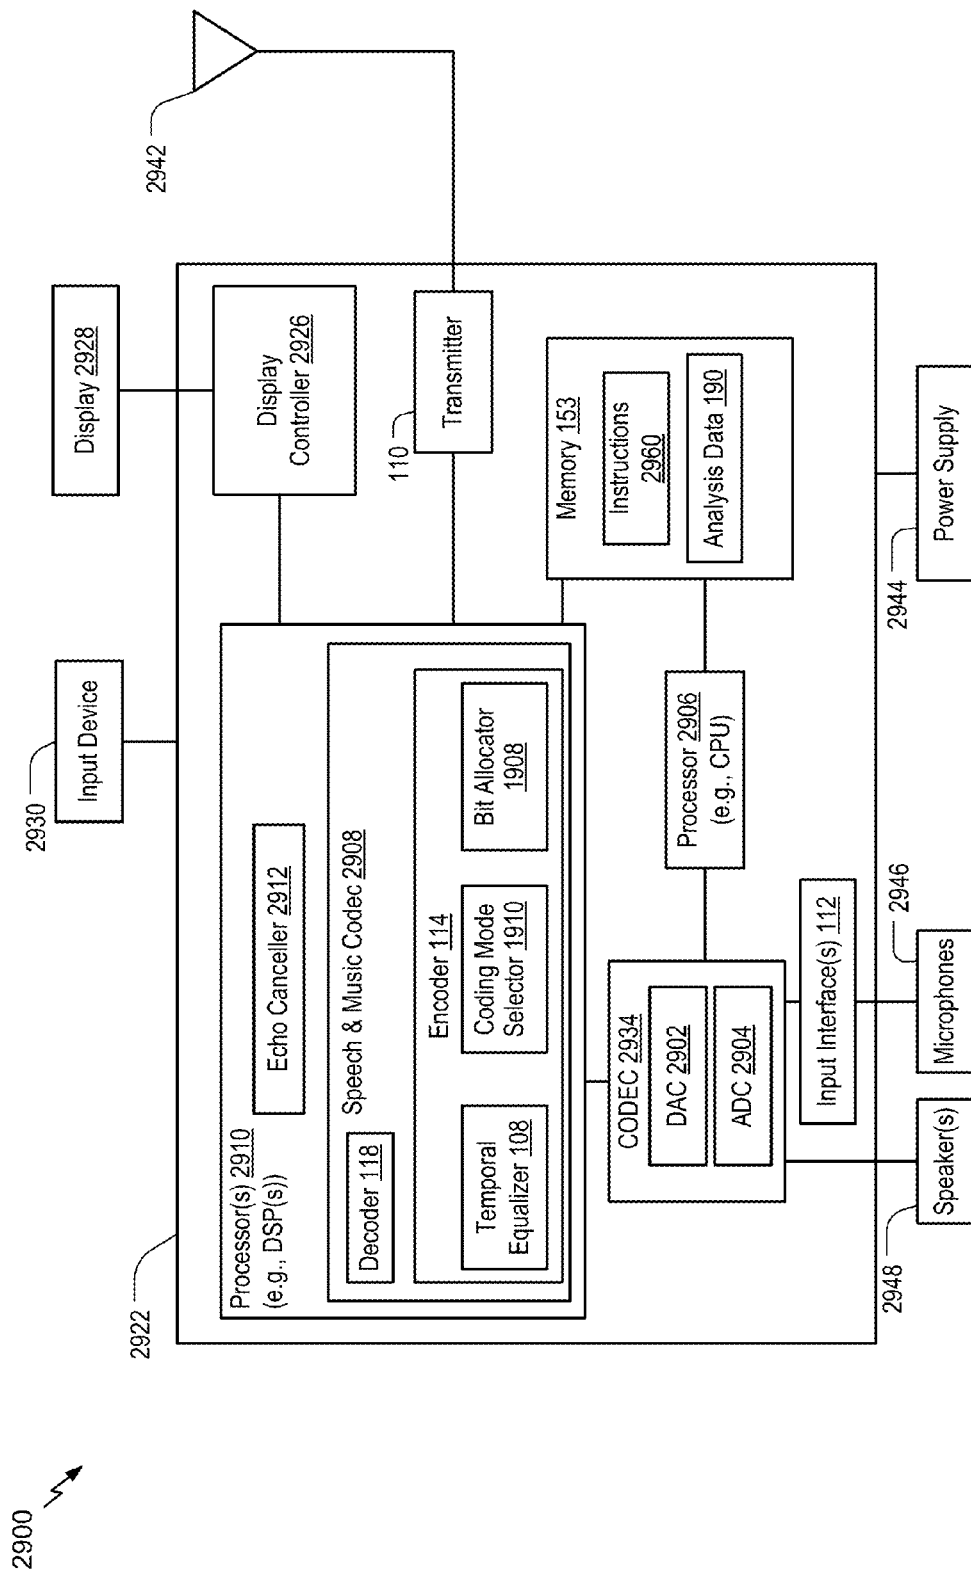 2900
2922
2930
Input Device
Display 2928
2942
Display
Controller 2926
110
Transmitter
Processor(s) 2910
(e.g., DSP(s))
Echo Canceller 2912
Speech & Music Codec 2908
Decoder 118
Encoder 114
Temporal
Equalizer 108
Coding Mode
Selector 1910
Bit Allocator
1908
Memory 153
Instructions
2960
Analysis Data 190
CODEC 2934
DAC 2902
ADC 2904
Processor 2906
(e.g., CPU)
Input Interface(s) 112
2948
Speaker(s)
2946
Microphones
2944
Power Supply